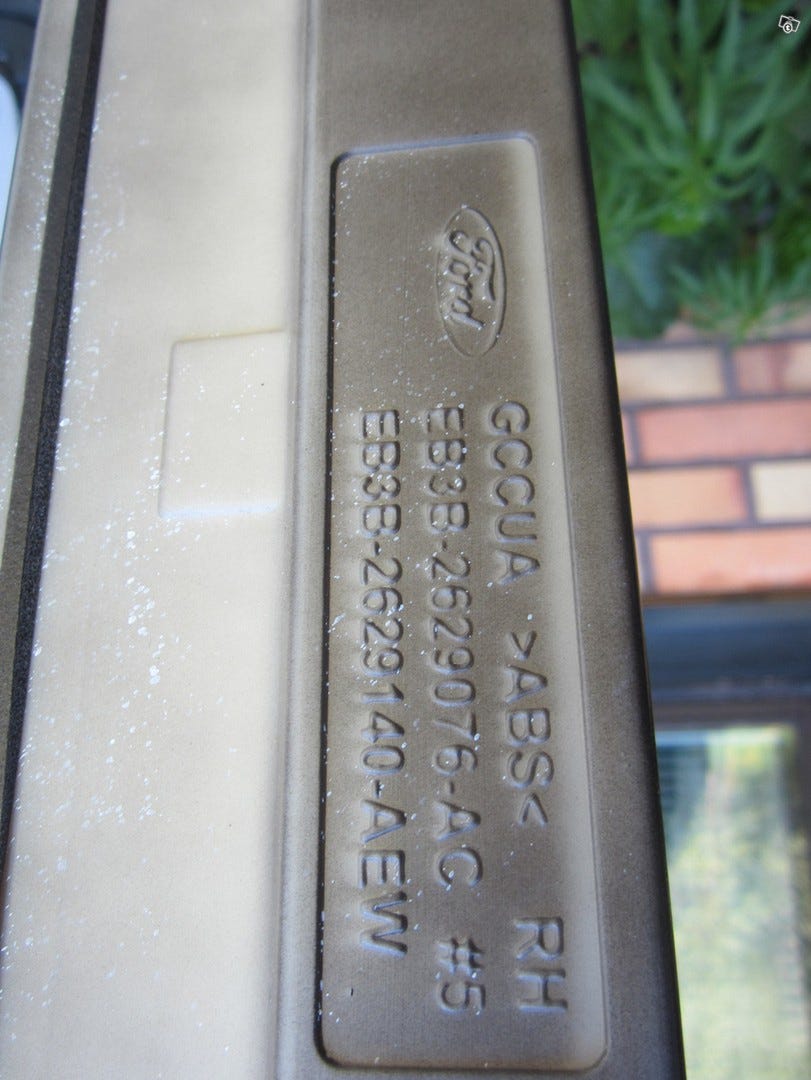 Ford
GCCUA >ABS< RH
EB3B-2629076-AC #5
EB3B-2629140-AEW